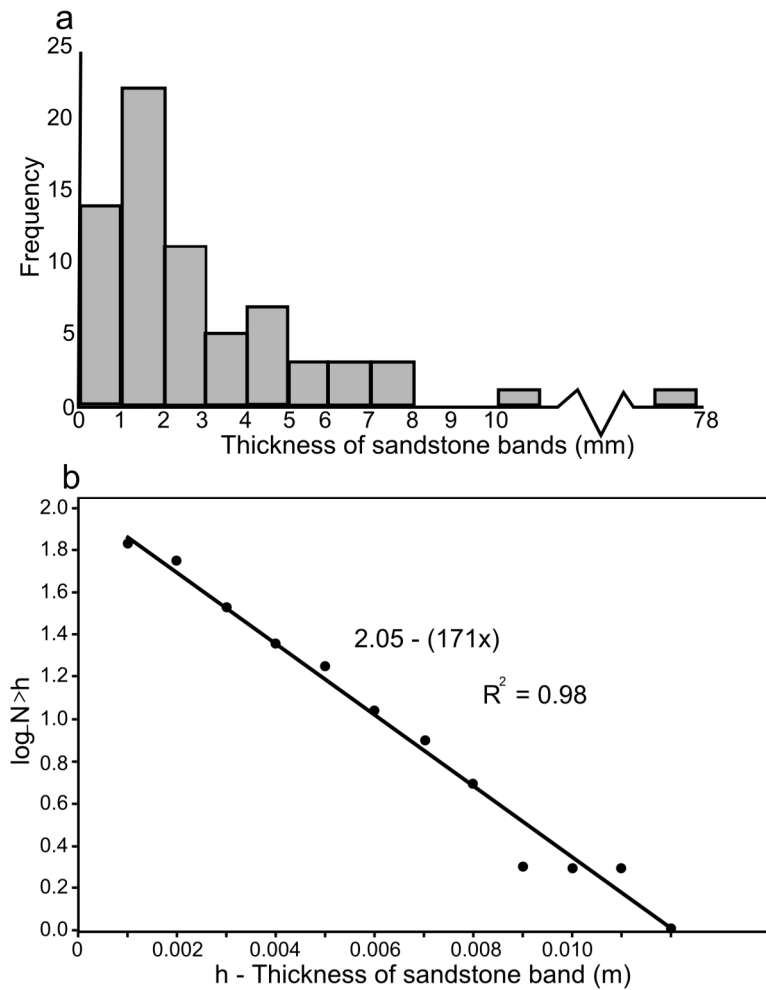 a
25
20
15
10
5
0
Frequency
0 1 2 3 4 5 6 7 8 9 10 78
Thickness of sandstone bands (mm)
b
2.0
1.8
1.6
1.4
1.2
1.0
0.8
0.6
0.4
0.2
0.0
log N>h
2.05 - (171x)
R² = 0.98
0 0.002 0.004 0.006 0.008 0.010
h - Thickness of sandstone band (m)